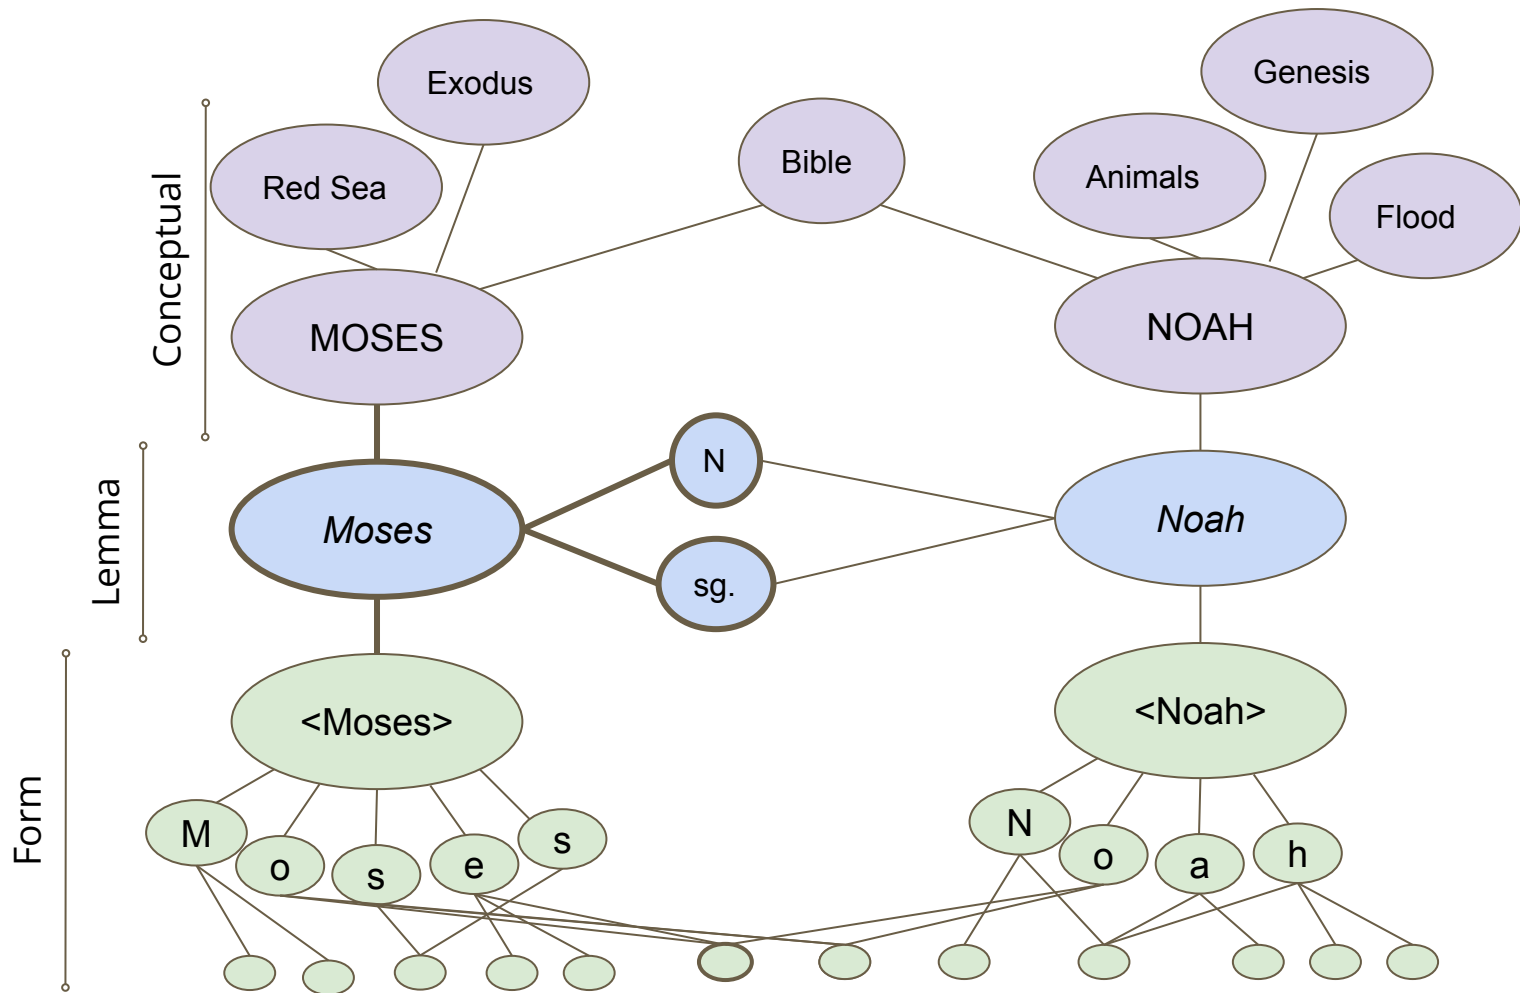 Exodus
Genesis
Bible
Red Sea
Animals
Flood
Conceptual
MOSES
NOAH
N
Lemma
Moses
Noah
sg.
<Moses>
<Noah>
Form
M
o
s
e
s
N
o
a
h